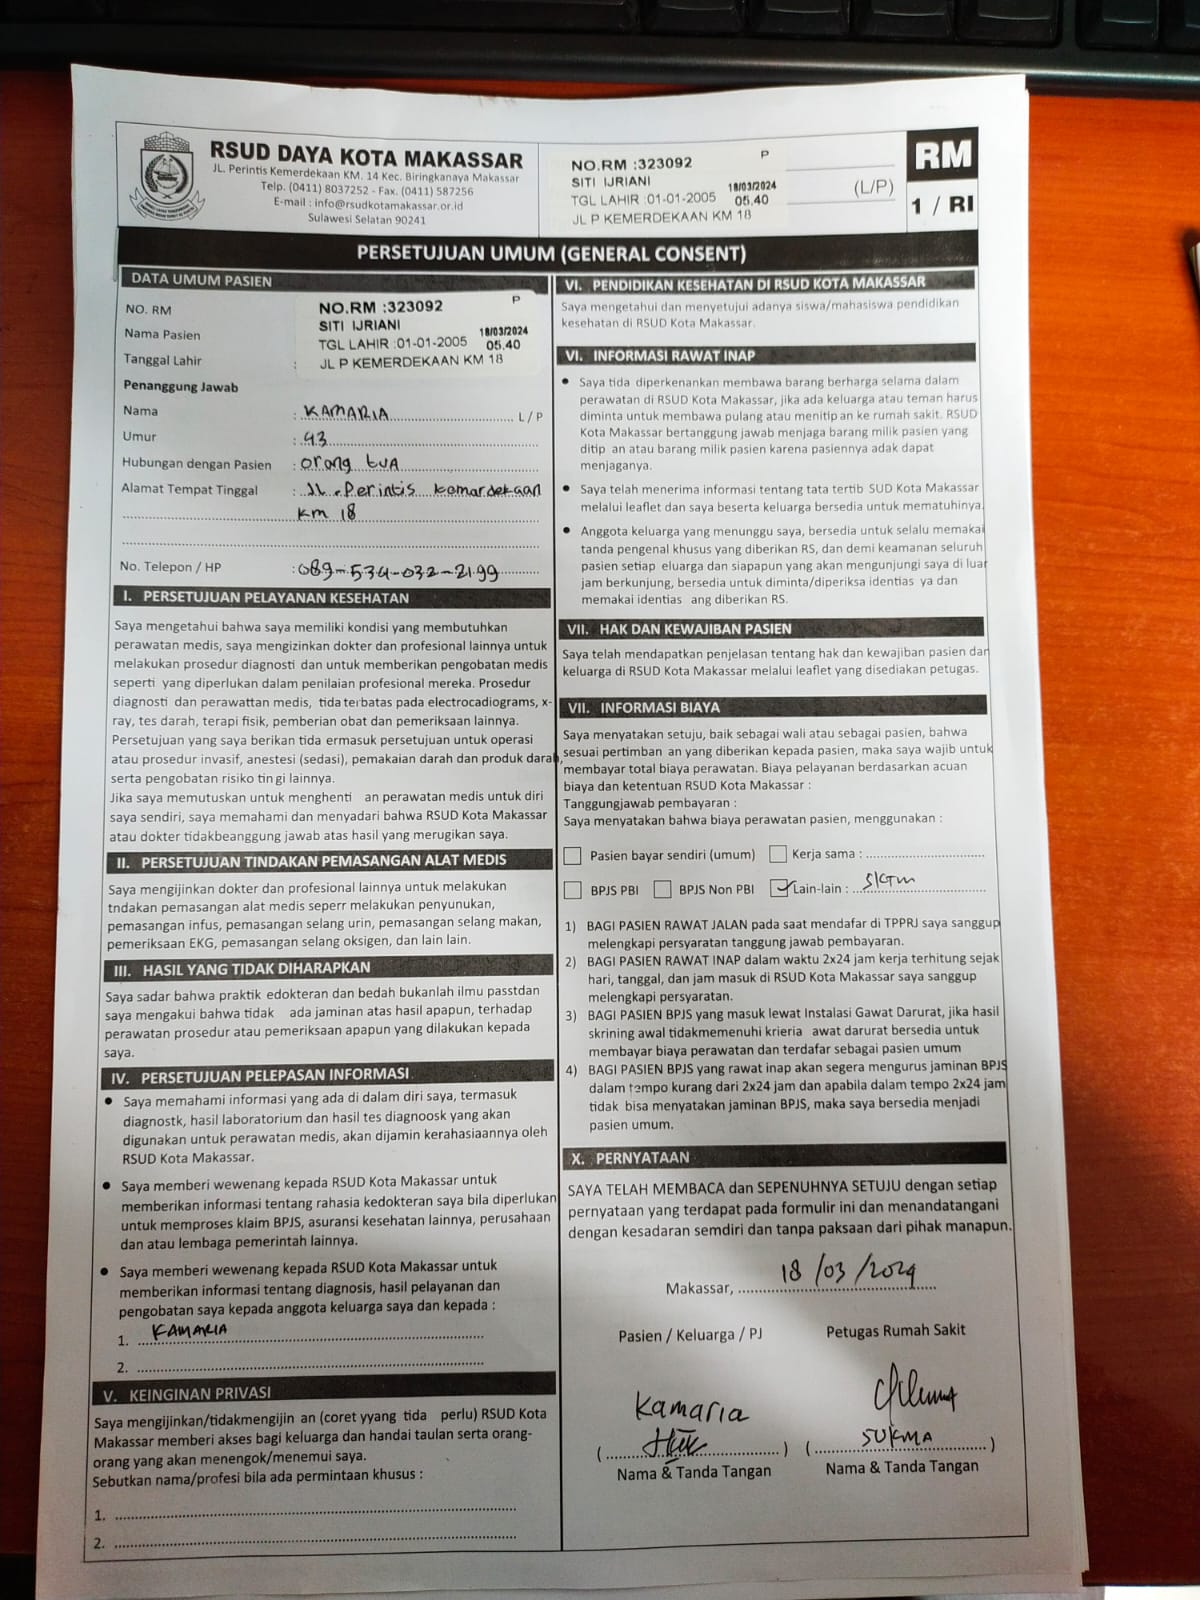 RSUD DAYA KOTA MAKASSAR
JL. Perintis Kemerdekaan KM. 14 Kec. Biringkanaya Makassar
Telp. (0411) 8037252 - Fax. (0411) 587256
E-mail : info@rsudkotamakassar.or.id
Sulawesi Selatan 90241
NO.RM :323092 P
SITI IJRIANI 18/03/2024
TGL LAHIR :01-01-2005 05.40
JL P KEMERDEKAAN KM 18
(L/P)
RM
1 / RI
PERSETUJUAN UMUM (GENERAL CONSENT)
DATA UMUM PASIEN
NO. RM
Nama Pasien
Tanggal Lahir :
NO.RM :323092 P
SITI IJRIANI 18/03/2024
TGL LAHIR :01-01-2005 05.40
JL P KEMERDEKAAN KM 18
Penanggung Jawab
Nama : KAMARIA L / P
Umur : 43
Hubungan dengan Pasien : orang tua
Alamat Tempat Tinggal : JL. Perintis kamardekaan
Km 18
No. Telepon / HP : 089-534-032-2199
I. PERSETUJUAN PELAYANAN KESEHATAN
Saya mengetahui bahwa saya memiliki kondisi yang membutuhkan
perawatan medis, saya mengizinkan dokter dan profesional lainnya untuk
melakukan prosedur diagnosti dan untuk memberikan pengobatan medis
seperti yang diperlukan dalam penilaian profesional mereka. Prosedur
diagnosti dan perawattan medis, tida terbatas pada electrocadiograms, x-
ray, tes darah, terapi fisik, pemberian obat dan pemeriksaan lainnya.
Persetujuan yang saya berikan tida ermasuk persetujuan untuk operasi
atau prosedur invasif, anestesi (sedasi), pemakaian darah dan produk darah,
serta pengobatan risiko tin gi lainnya.
Jika saya memutuskan untuk menghenti an perawatan medis untuk diri
saya sendiri, saya memahami dan menyadari bahwa RSUD Kota Makassar
atau dokter tidakbeanggung jawab atas hasil yang merugikan saya.
II. PERSETUJUAN TINDAKAN PEMASANGAN ALAT MEDIS
Saya mengijinkan dokter dan profesional lainnya untuk melakukan
tndakan pemasangan alat medis seperr melakukan penyunukan,
pemasangan infus, pemasangan selang urin, pemasangan selang makan,
pemeriksaan EKG, pemasangan selang oksigen, dan lain lain.
III. HASIL YANG TIDAK DIHARAPKAN
Saya sadar bahwa praktik edokteran dan bedah bukanlah ilmu passtdan
saya mengakui bahwa tidak ada jaminan atas hasil apapun, terhadap
perawatan prosedur atau pemeriksaan apapun yang dilakukan kepada
saya.
IV. PERSETUJUAN PELEPASAN INFORMASI
• Saya memahami informasi yang ada di dalam diri saya, termasuk
diagnostk, hasil laboratorium dan hasil tes diagnoosk yang akan
digunakan untuk perawatan medis, akan dijamin kerahasiaannya oleh
RSUD Kota Makassar.
• Saya memberi wewenang kepada RSUD Kota Makassar untuk
memberikan informasi tentang rahasia kedokteran saya bila diperlukan
untuk memproses klaim BPJS, asuransi kesehatan lainnya, perusahaan
dan atau lembaga pemerintah lainnya.
• Saya memberi wewenang kepada RSUD Kota Makassar untuk
memberikan informasi tentang diagnosis, hasil pelayanan dan
pengobatan saya kepada anggota keluarga saya dan kepada :
1. KAMARIA
2.
V. KEINGINAN PRIVASI
Saya mengijinkan/tidakmengijin an (coret yyang tida perlu) RSUD Kota
Makassar memberi akses bagi keluarga dan handai taulan serta orang-
orang yang akan menengok/menemui saya.
Sebutkan nama/profesi bila ada permintaan khusus :
1.
2.
VI. PENDIDIKAN KESEHATAN DI RSUD KOTA MAKASSAR
Saya mengetahui dan menyetujui adanya siswa/mahasiswa pendidikan
kesehatan di RSUD Kota Makassar.
VI. INFORMASI RAWAT INAP
• Saya tida diperkenankan membawa barang berharga selama dalam
perawatan di RSUD Kota Makassar, jika ada keluarga atau teman harus
diminta untuk membawa pulang atau menitip an ke rumah sakit. RSUD
Kota Makassar bertanggung jawab menjaga barang milik pasien yang
ditip an atau barang milik pasien karena pasiennya adak dapat
menjaganya.
• Saya telah menerima informasi tentang tata tertib SUD Kota Makassar
melalui leaflet dan saya beserta keluarga bersedia untuk mematuhinya.
• Anggota keluarga yang menunggu saya, bersedia untuk selalu memakai
tanda pengenal khusus yang diberikan RS, dan demi keamanan seluruh
pasien setiap eluarga dan siapapun yang akan mengunjungi saya di luar
jam berkunjung, bersedia untuk diminta/diperiksa identias ya dan
memakai identias ang diberikan RS.
VII. HAK DAN KEWAJIBAN PASIEN
Saya telah mendapatkan penjelasan tentang hak dan kewajiban pasien dan
keluarga di RSUD Kota Makassar melalui leaflet yang disediakan petugas.
VII. INFORMASI BIAYA
Saya menyatakan setuju, baik sebagai wali atau sebagai pasien, bahwa
sesuai pertimban an yang diberikan kepada pasien, maka saya wajib untuk
membayar total biaya perawatan. Biaya pelayanan berdasarkan acuan
biaya dan ketentuan RSUD Kota Makassar :
Tanggungjawab pembayaran :
Saya menyatakan bahwa biaya perawatan pasien, menggunakan :
Pasien bayar sendiri (umum) Kerja sama :
BPJS PBI BPJS Non PBI Lain-lain : SKTM
1) BAGI PASIEN RAWAT JALAN pada saat mendafar di TPPRJ saya sanggup
melengkapi persyaratan tanggung jawab pembayaran.
2) BAGI PASIEN RAWAT INAP dalam waktu 2x24 jam kerja terhitung sejak
hari, tanggal, dan jam masuk di RSUD Kota Makassar saya sanggup
melengkapi persyaratan.
3) BAGI PASIEN BPJS yang masuk lewat Instalasi Gawat Darurat, jika hasil
skrining awal tidakmemenuhi krieria awat darurat bersedia untuk
membayar biaya perawatan dan terdafar sebagai pasien umum
4) BAGI PASIEN BPJS yang rawat inap akan segera mengurus jaminan BPJS
dalam tempo kurang dari 2x24 jam dan apabila dalam tempo 2x24 jam
tidak bisa menyatakan jaminan BPJS, maka saya bersedia menjadi
pasien umum.
X. PERNYATAAN
SAYA TELAH MEMBACA dan SEPENUHNYA SETUJU dengan setiap
pernyataan yang terdapat pada formulir ini dan menandatangani
dengan kesadaran semdiri dan tanpa paksaan dari pihak manapun.
Makassar, 18/03/2024
Pasien / Keluarga / PJ Petugas Rumah Sakit
Kamaria
( ) ( SUKMA )
Nama & Tanda Tangan Nama & Tanda Tangan